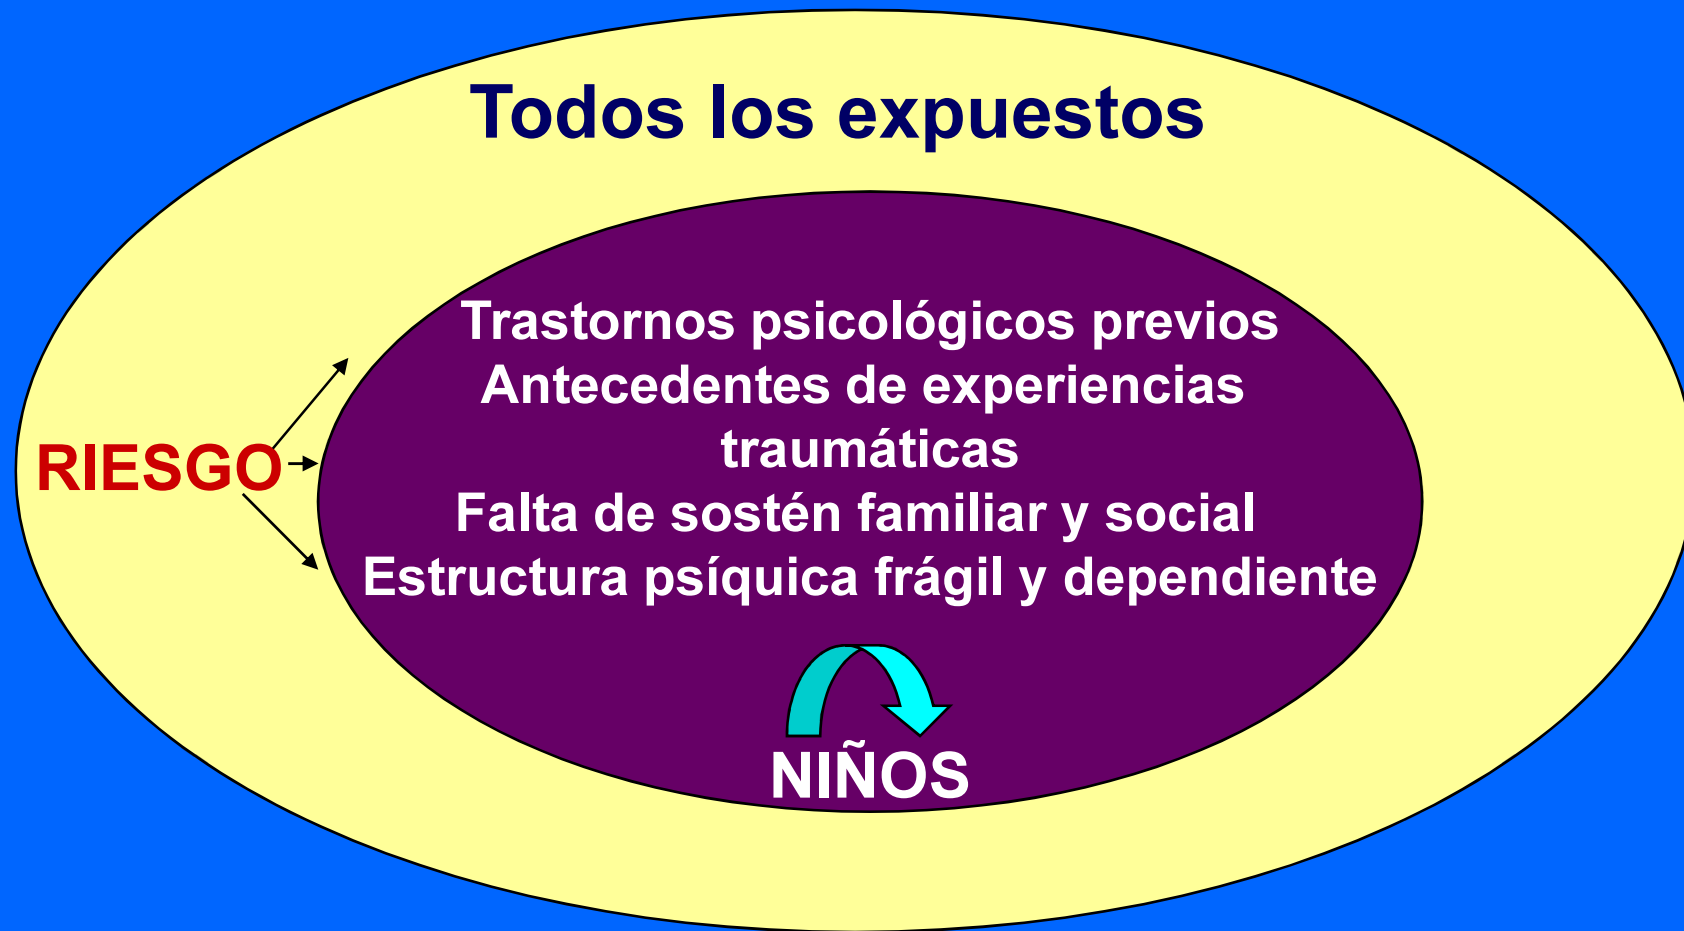 Todos los expuestos
Trastornos psicológicos previos
Antecedentes de experiencias
traumáticas
RIESGO
Falta de sostén familiar y social
Estructura psíquica frágil y dependiente
NIÑOS